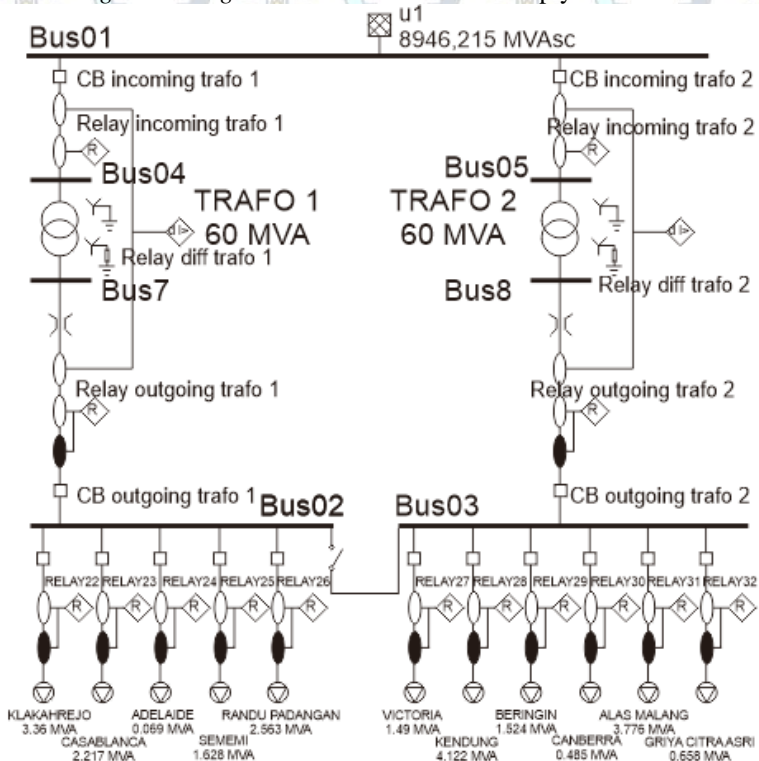 u1
8946,215 MVAsc
Bus01
CB incoming trafo 1
CB incoming trafo 2
Relay incoming trafo 1
Relay incoming trafo 2
R
R
Bus04
Bus05
TRAFO 1
60 MVA
TRAFO 2
60 MVA
Relay diff trafo 1
Relay diff trafo 2
Bus7
Bus8
Relay outgoing trafo 1
Relay outgoing trafo 2
R
R
CB outgoing trafo 1
CB outgoing trafo 2
Bus02
Bus03
RELAY22 RELAY23 RELAY24 RELAY25 RELAY26
RELAY27 RELAY28 RELAY29 RELAY30 RELAY31 RELAY32
R R R R R
R R R R R R
KLAKAHREJO
3.36 MVA
CASABLANCA
2.217 MVA
ADELAIDE
0.069 MVA
SEMEMI
1.628 MVA
RANDU PADANGAN
2.563 MVA
VICTORIA
1.49 MVA
KENDUNG
4.122 MVA
BERINGIN
1.524 MVA
CANBERRA
0.485 MVA
ALAS MALANG
3.776 MVA
GRIYA CITRAASRI
0.658 MVA